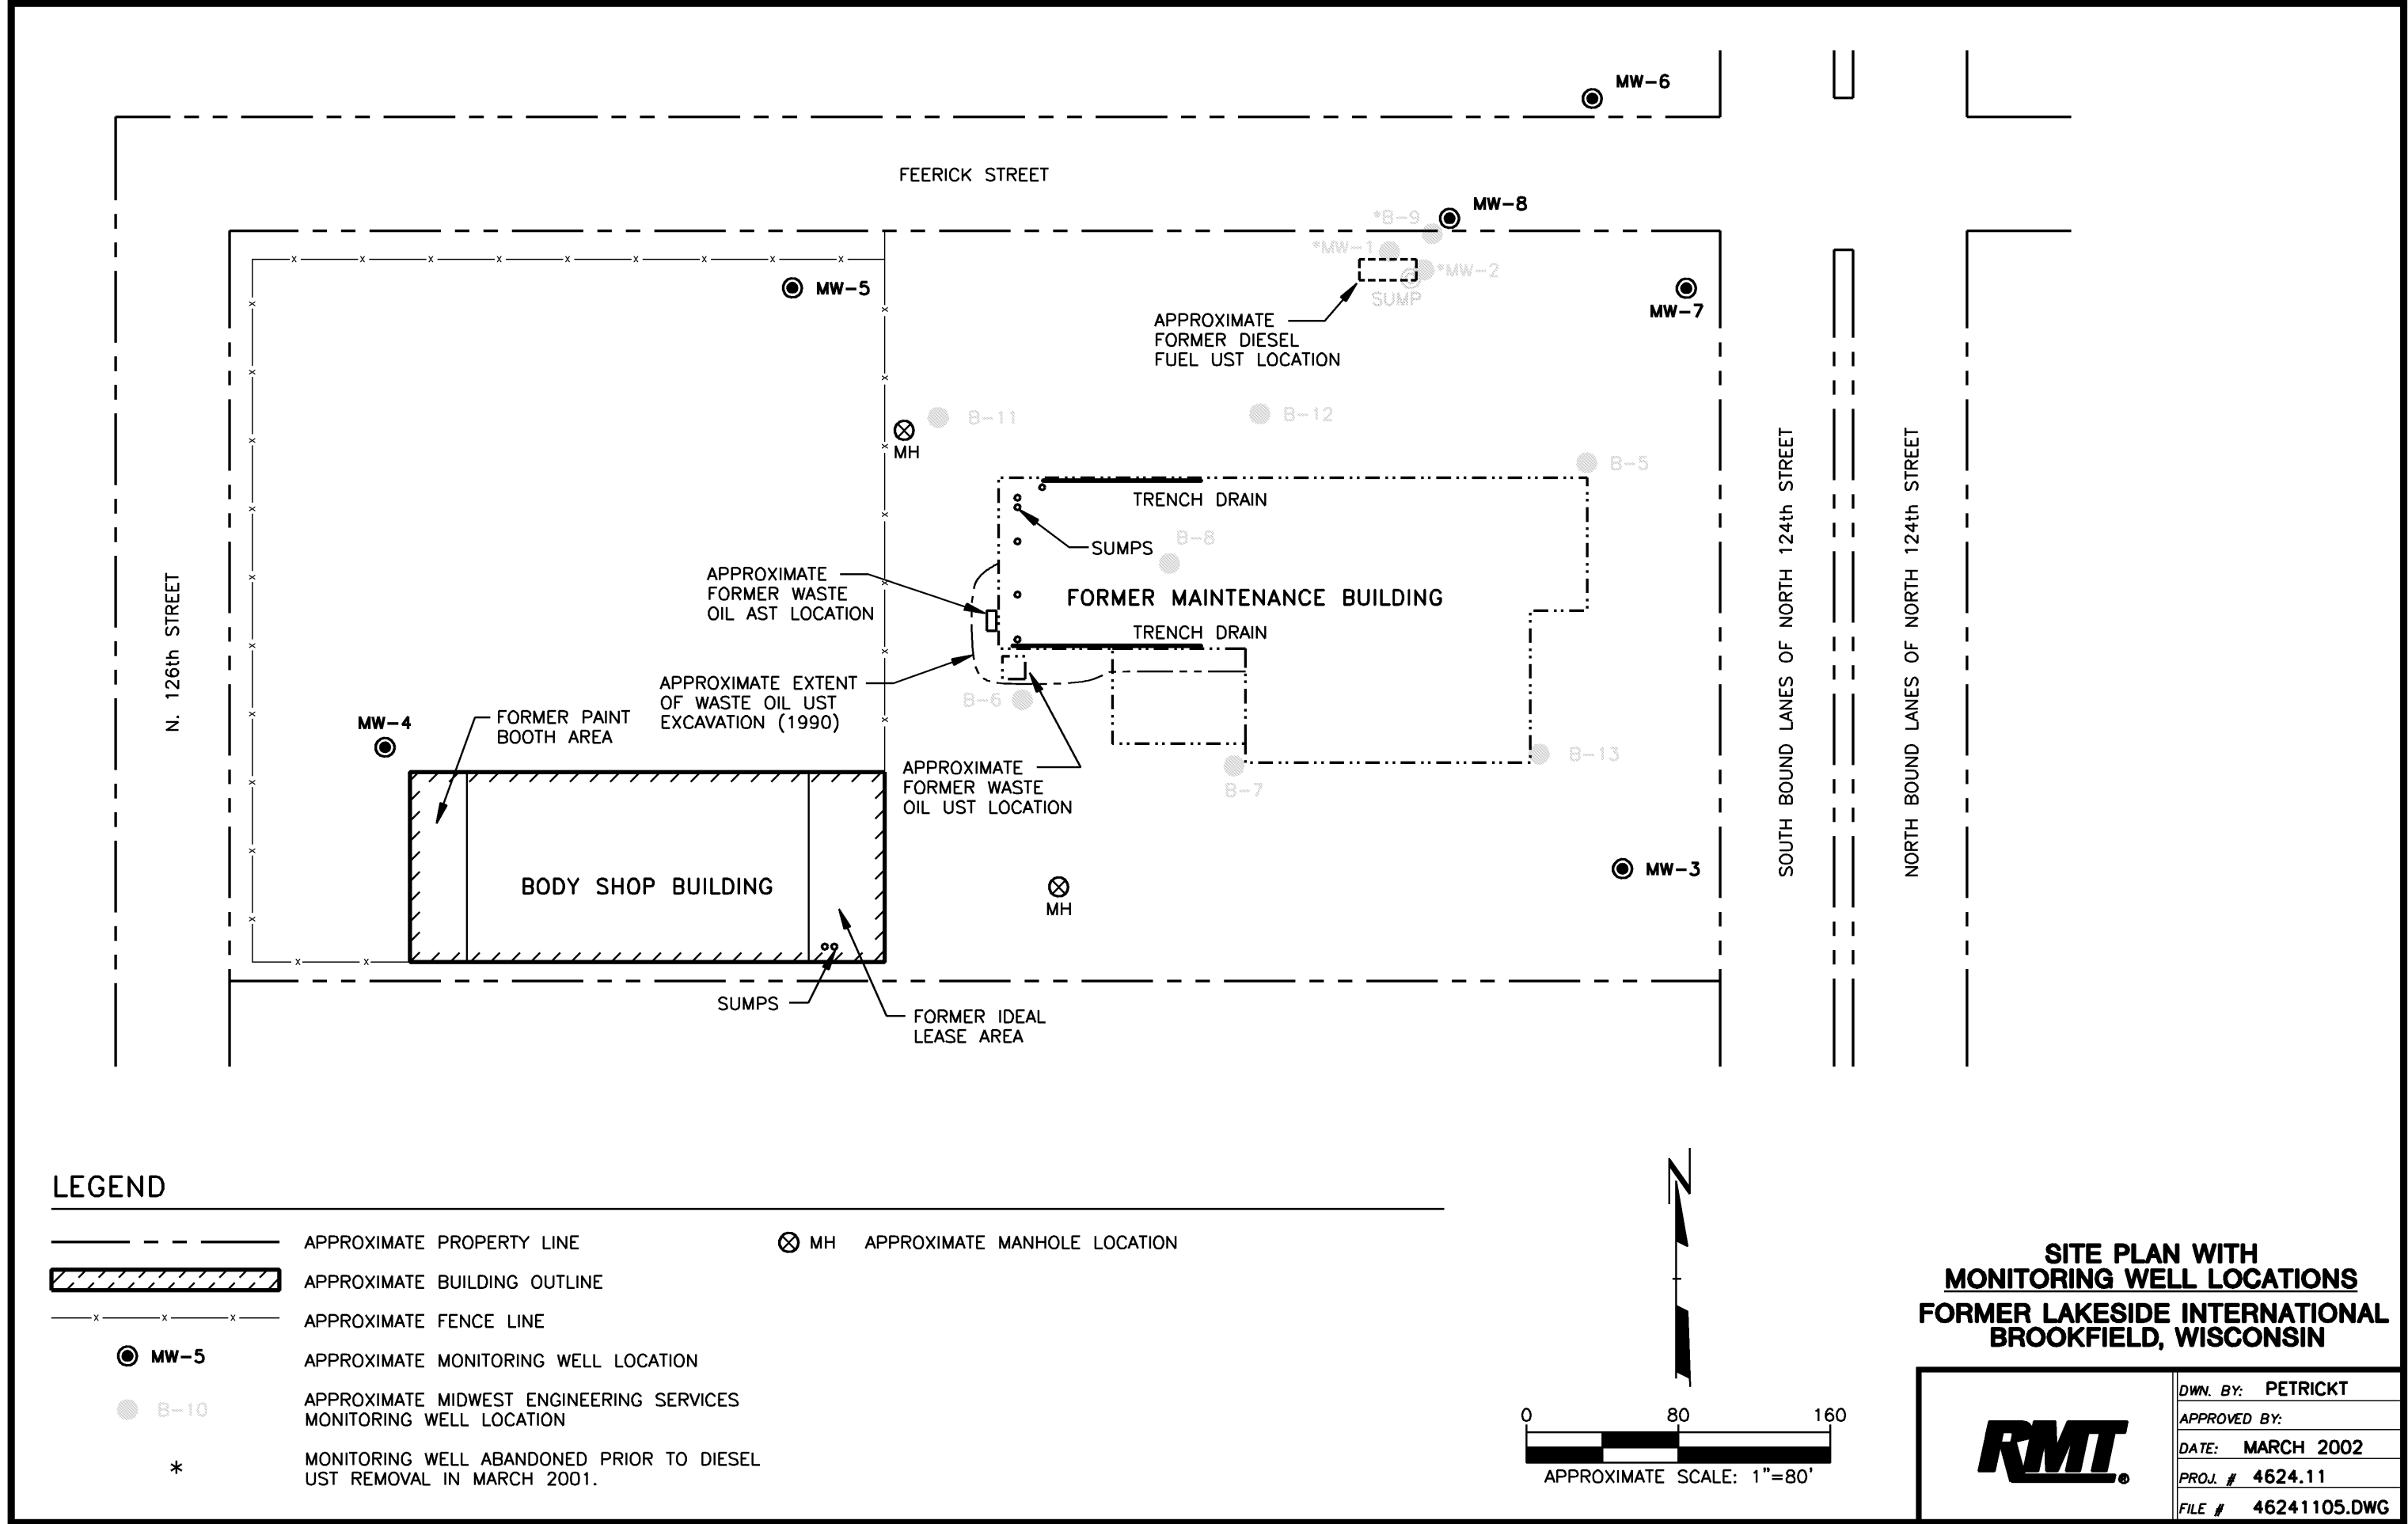 MW-6
FEERICK STREET
MW-8
*B-9
*MW-1
*MW-2
SUMP
MW-5
MW-7
APPROXIMATE
FORMER DIESEL
FUEL UST LOCATION
B-11
B-12
MH
B-5
TRENCH DRAIN
SUMPS
B-8
APPROXIMATE
FORMER WASTE
OIL AST LOCATION
FORMER MAINTENANCE BUILDING
TRENCH DRAIN
N. 126th STREET
SOUTH BOUND LANES OF NORTH 124th STREET
NORTH BOUND LANES OF NORTH 124th STREET
APPROXIMATE EXTENT
OF WASTE OIL UST
EXCAVATION (1990)
B-6
MW-4
FORMER PAINT
BOOTH AREA
APPROXIMATE
FORMER WASTE
OIL UST LOCATION
B-7
B-13
MW-3
BODY SHOP BUILDING
MH
SUMPS
FORMER IDEAL
LEASE AREA
LEGEND
APPROXIMATE PROPERTY LINE
MH APPROXIMATE MANHOLE LOCATION
APPROXIMATE BUILDING OUTLINE
APPROXIMATE FENCE LINE
MW-5 APPROXIMATE MONITORING WELL LOCATION
B-10 APPROXIMATE MIDWEST ENGINEERING SERVICES
MONITORING WELL LOCATION
* MONITORING WELL ABANDONED PRIOR TO DIESEL
UST REMOVAL IN MARCH 2001.
N
0 80 160
APPROXIMATE SCALE: 1"=80'
SITE PLAN WITH
MONITORING WELL LOCATIONS
FORMER LAKESIDE INTERNATIONAL
BROOKFIELD, WISCONSIN
RMT®
DWN. BY: PETRICKT
APPROVED BY:
DATE: MARCH 2002
PROJ. # 4624.11
FILE # 46241105.DWG